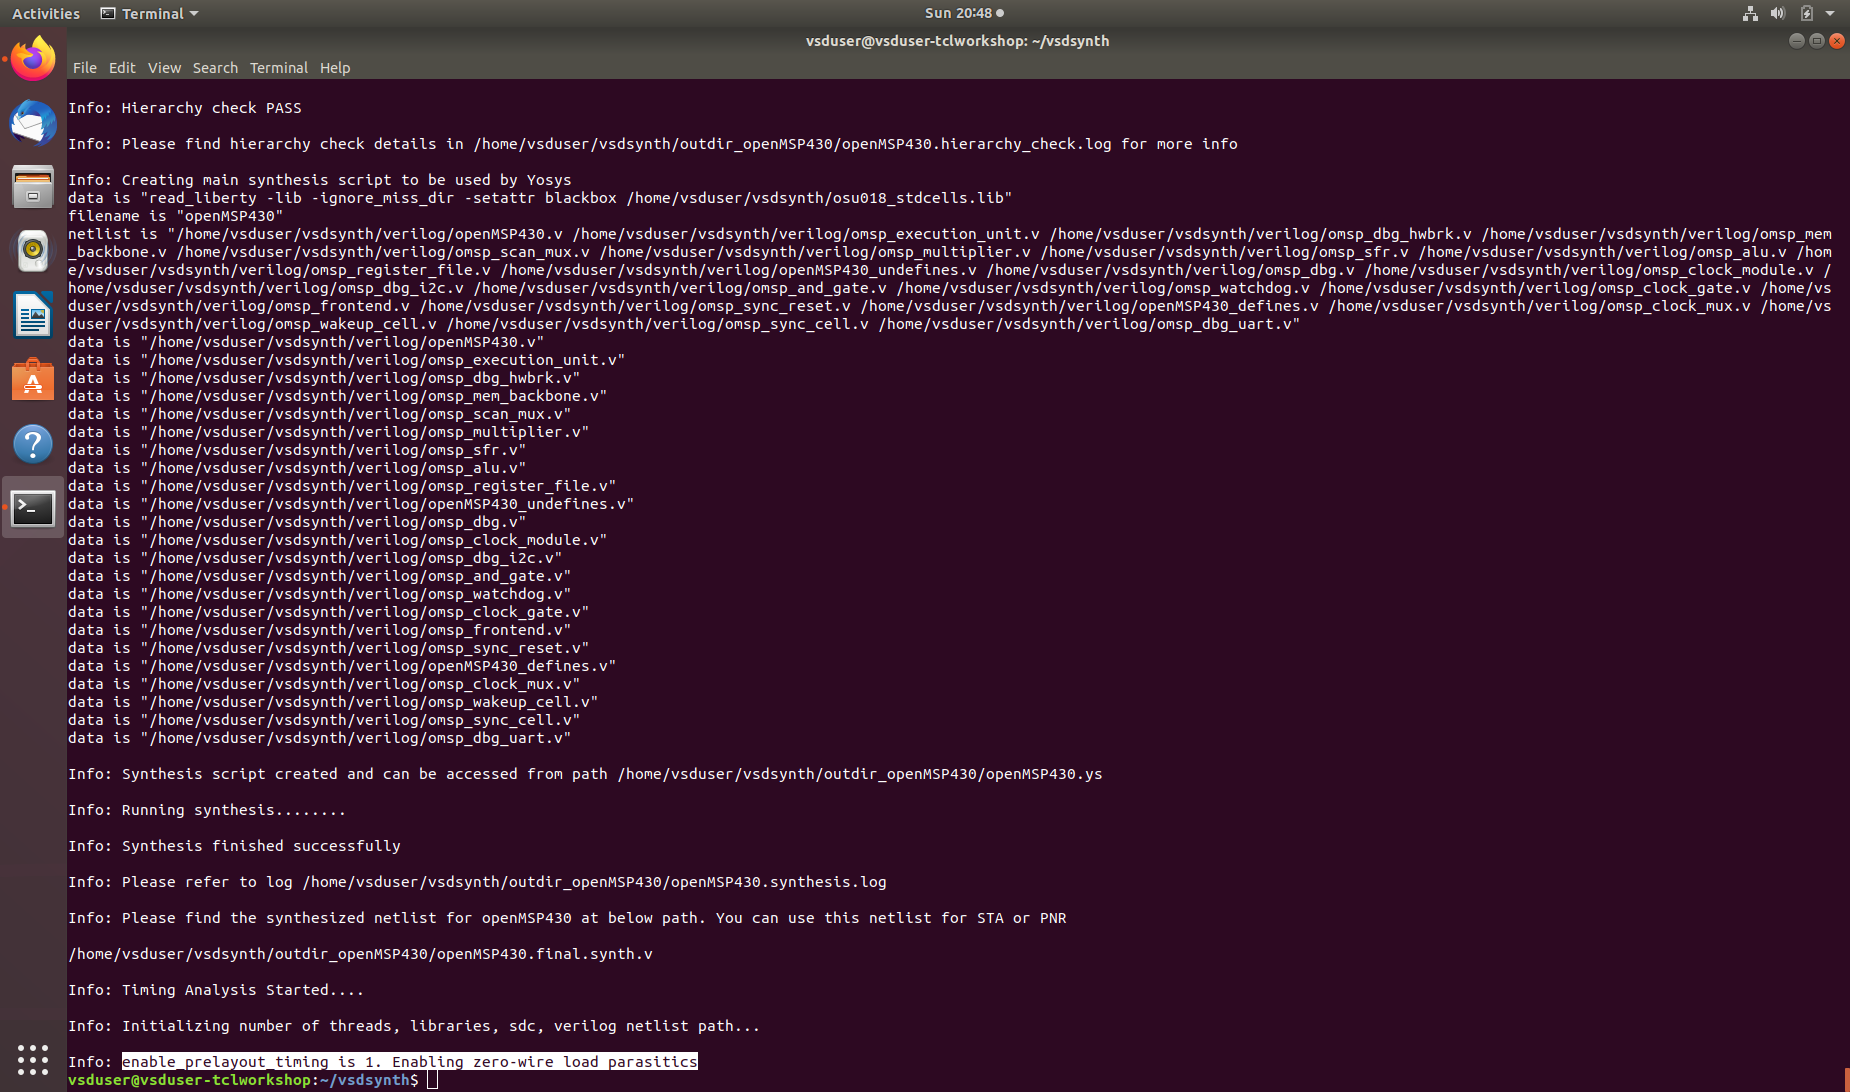 Activities
Terminal
Sun 20:48
vsduser@vsduser-tclworkshop: ~/vsdsynth
File Edit View Search Terminal Help
Info: Hierarchy check PASS
Info: Please find hierarchy check details in /home/vsduser/vsdsynth/outdir_openMSP430/openMSP430.hierarchy_check.log for more info
Info: Creating main synthesis script to be used by Yosys
data is "read_liberty -lib -ignore_miss_dir -setattr blackbox /home/vsduser/vsdsynth/osu018_stdcells.lib"
filename is "openMSP430"
netlist is "/home/vsduser/vsdsynth/verilog/openMSP430.v /home/vsduser/vsdsynth/verilog/omsp_execution_unit.v /home/vsduser/vsdsynth/verilog/omsp_dbg_hwbrk.v /home/vsduser/vsdsynth/verilog/omsp_mem
_backbone.v /home/vsduser/vsdsynth/verilog/omsp_scan_mux.v /home/vsduser/vsdsynth/verilog/omsp_multiplier.v /home/vsduser/vsdsynth/verilog/omsp_sfr.v /home/vsduser/vsdsynth/verilog/omsp_alu.v /hom
e/vsduser/vsdsynth/verilog/omsp_register_file.v /home/vsduser/vsdsynth/verilog/openMSP430_undefines.v /home/vsduser/vsdsynth/verilog/omsp_dbg.v /home/vsduser/vsdsynth/verilog/omsp_clock_module.v /
home/vsduser/vsdsynth/verilog/omsp_dbg_i2c.v /home/vsduser/vsdsynth/verilog/omsp_and_gate.v /home/vsduser/vsdsynth/verilog/omsp_watchdog.v /home/vsduser/vsdsynth/verilog/omsp_clock_gate.v /home/vs
duser/vsdsynth/verilog/omsp_frontend.v /home/vsduser/vsdsynth/verilog/omsp_sync_reset.v /home/vsduser/vsdsynth/verilog/openMSP430_defines.v /home/vsduser/vsdsynth/verilog/omsp_clock_mux.v /home/vs
duser/vsdsynth/verilog/omsp_wakeup_cell.v /home/vsduser/vsdsynth/verilog/omsp_sync_cell.v /home/vsduser/vsdsynth/verilog/omsp_dbg_uart.v"
data is "/home/vsduser/vsdsynth/verilog/openMSP430.v"
data is "/home/vsduser/vsdsynth/verilog/omsp_execution_unit.v"
data is "/home/vsduser/vsdsynth/verilog/omsp_dbg_hwbrk.v"
data is "/home/vsduser/vsdsynth/verilog/omsp_mem_backbone.v"
data is "/home/vsduser/vsdsynth/verilog/omsp_scan_mux.v"
data is "/home/vsduser/vsdsynth/verilog/omsp_multiplier.v"
data is "/home/vsduser/vsdsynth/verilog/omsp_sfr.v"
data is "/home/vsduser/vsdsynth/verilog/omsp_alu.v"
data is "/home/vsduser/vsdsynth/verilog/omsp_register_file.v"
data is "/home/vsduser/vsdsynth/verilog/openMSP430_undefines.v"
data is "/home/vsduser/vsdsynth/verilog/omsp_dbg.v"
data is "/home/vsduser/vsdsynth/verilog/omsp_clock_module.v"
data is "/home/vsduser/vsdsynth/verilog/omsp_dbg_i2c.v"
data is "/home/vsduser/vsdsynth/verilog/omsp_and_gate.v"
data is "/home/vsduser/vsdsynth/verilog/omsp_watchdog.v"
data is "/home/vsduser/vsdsynth/verilog/omsp_clock_gate.v"
data is "/home/vsduser/vsdsynth/verilog/omsp_frontend.v"
data is "/home/vsduser/vsdsynth/verilog/omsp_sync_reset.v"
data is "/home/vsduser/vsdsynth/verilog/openMSP430_defines.v"
data is "/home/vsduser/vsdsynth/verilog/omsp_clock_mux.v"
data is "/home/vsduser/vsdsynth/verilog/omsp_wakeup_cell.v"
data is "/home/vsduser/vsdsynth/verilog/omsp_sync_cell.v"
data is "/home/vsduser/vsdsynth/verilog/omsp_dbg_uart.v"
Info: Synthesis script created and can be accessed from path /home/vsduser/vsdsynth/outdir_openMSP430/openMSP430.ys
Info: Running synthesis........
Info: Synthesis finished successfully
Info: Please refer to log /home/vsduser/vsdsynth/outdir_openMSP430/openMSP430.synthesis.log
Info: Please find the synthesized netlist for openMSP430 at below path. You can use this netlist for STA or PNR
/home/vsduser/vsdsynth/outdir_openMSP430/openMSP430.final.synth.v
Info: Timing Analysis Started....
Info: Initializing number of threads, libraries, sdc, verilog netlist path...
Info: enable_prelayout_timing is 1. Enabling zero-wire load parasitics
vsduser@vsduser-tclworkshop:~/vsdsynth$